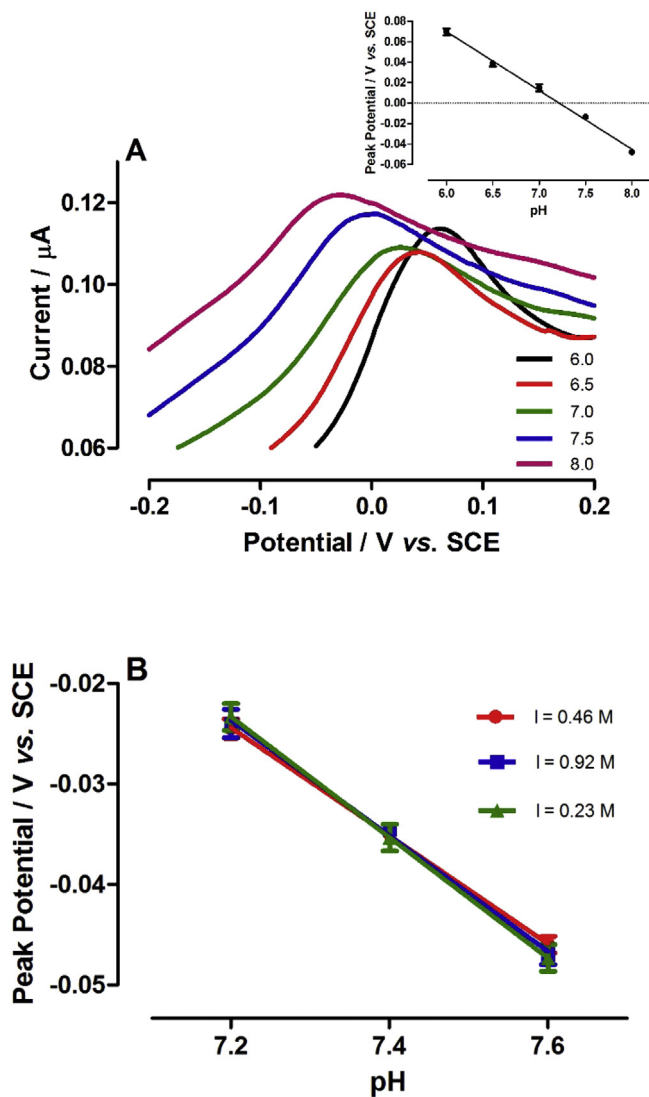 Peak Potential / V vs. SCE
0.08
0.06
0.04
0.02
0.00
-0.02
-0.04
-0.06
6.0 6.5 7.0 7.5 8.0
pH
A
Current / µA
0.12
0.10
0.08
0.06
6.0
6.5
7.0
7.5
8.0
-0.2 -0.1 0.0 0.1 0.2
Potential / V vs. SCE
B
Peak Potential / V vs. SCE
-0.02
-0.03
-0.04
-0.05
I = 0.46 M
I = 0.92 M
I = 0.23 M
7.2 7.4 7.6
pH